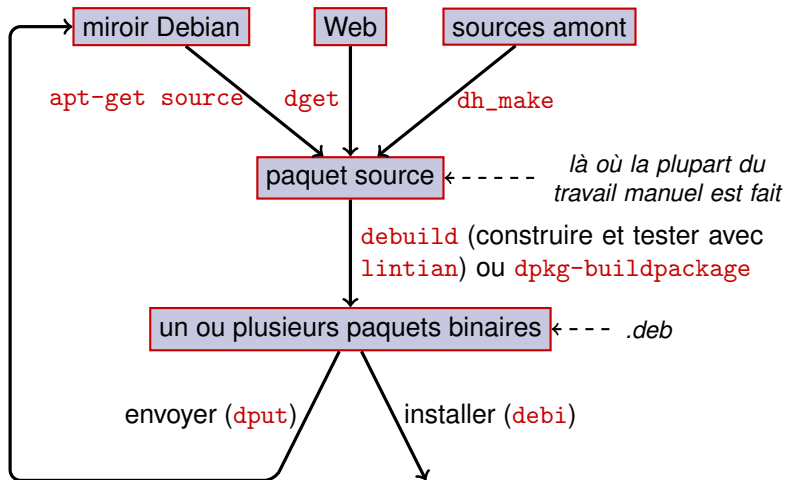 miroir Debian
Web
sources amont
apt-get source
dget
dh_make
paquet source
là où la plupart du
travail manuel est fait
debuild (construire et tester avec
lintian) ou dpkg-buildpackage
un ou plusieurs paquets binaires
.deb
envoyer (dput)
installer (debi)